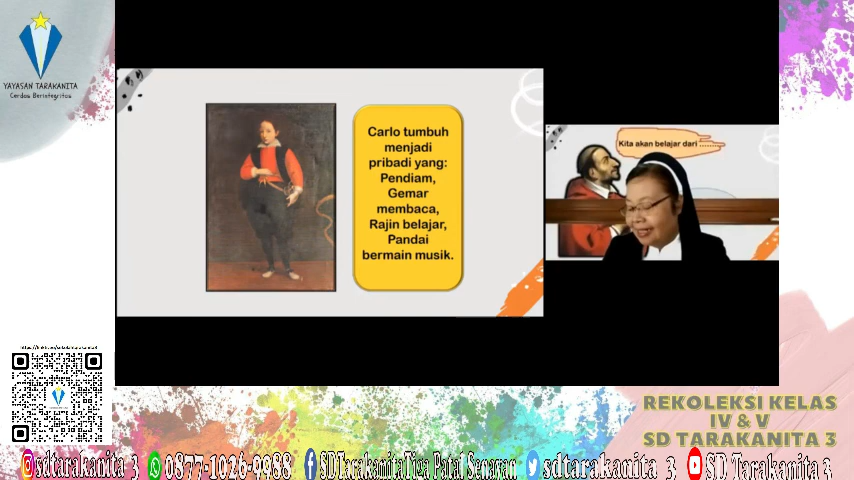 YAYASAN TARAKANITA
Cerdas Berintegritas
Carlo tumbuh
menjadi
pribadi yang:
Pendiam,
Gemar
membaca,
Rajin belajar,
Pandai
bermain musik.
Kita akan belajar dari .........
REKOLEKSI KELAS
IV & V
SD TARAKANITA 3
sdtarakanita 3
0877-1026-9988
SDTarakanitaTiga Patal Senayan
sdtarakanita 3
SD Tarakanita 3